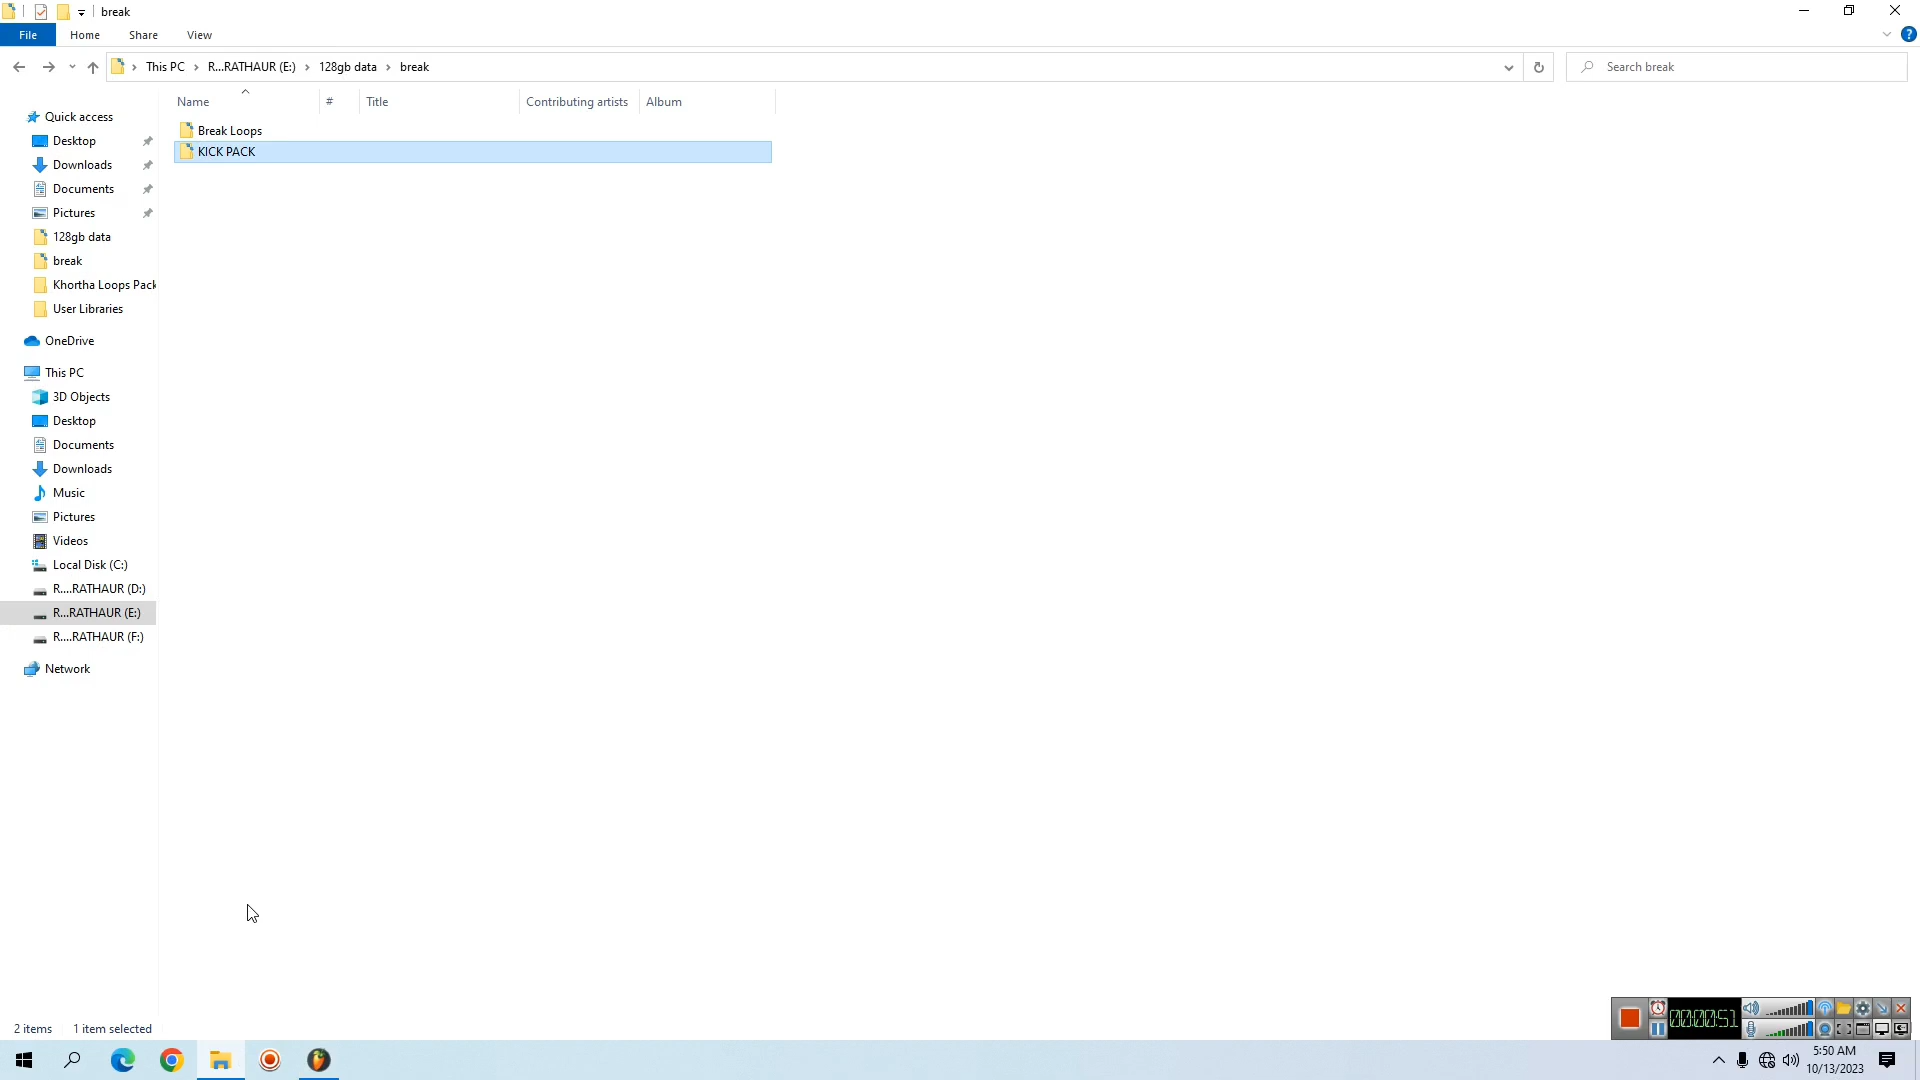 break
File Home Share View
This PC R...RATHAUR (E:) 128gb data break
Search break
Name # Title Contributing artists Album
Break Loops
KICK PACK
Quick access
Desktop
Downloads
Documents
Pictures
128gb data
break
Khortha Loops Pack
User Libraries
OneDrive
This PC
3D Objects
Desktop
Documents
Downloads
Music
Pictures
Videos
Local Disk (C:)
R....RATHAUR (D:)
R...RATHAUR (E:)
R....RATHAUR (F:)
Network
2 items 1 item selected
00:00:51
5:50 AM
10/13/2023